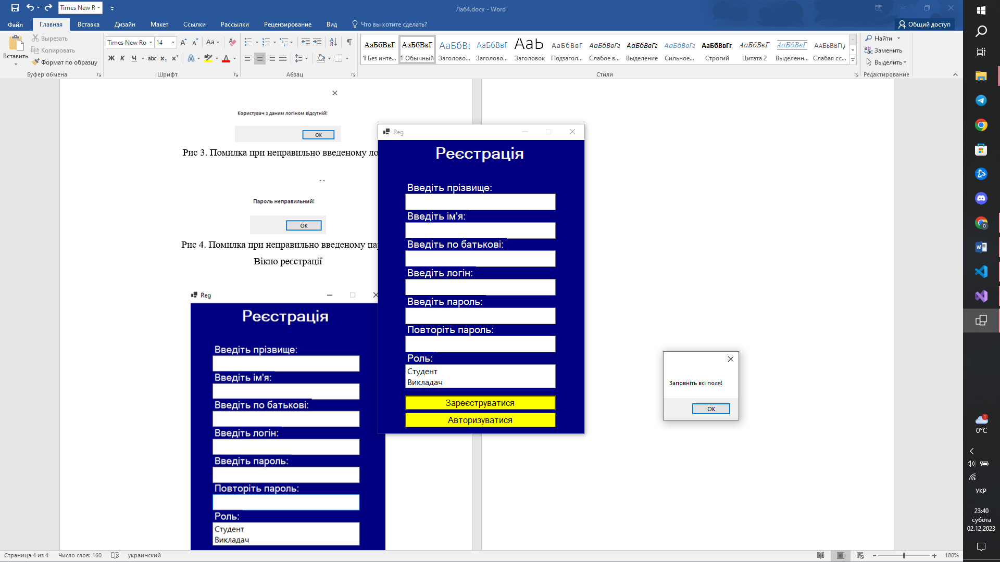 Times New R
Лаб4.docx - Word
Файл
Главная
Вставка
Дизайн
Макет
Ссылки
Рассылки
Рецензирование
Вид
Что вы хотите сделать?
Общий доступ
Вставить
Вырезать
Копировать
Формат по образцу
Буфер обмена
Times New Ro
14
Aa
Ж К Ч abc x₂ x²
Шрифт
Абзац
АаБбВвГ АаБбВвГ АаБбВв АаБбВвГ АаЬ АаБбВвГ АаБбВвГг АаБбВвГг АаБбВвГг АаБбВвГг, АаБбВвГг АаБбВвГг АаБбВвГг
¶ Без инте... ¶ Обычный Заголово... Заголово... Заголовок Подзагол... Слабое в... Выделение Сильное... Строгий Цитата 2 Выделенн... Слабая сс...
Стили
Найти
Заменить
Выделить
Редактирование
Користувач з даним логіном відсутній!
OK
Рис 3. Помилка при неправильно введеному ло
Пароль неправильний!
OK
Рис 4. Помилка при неправильно введеному па
Вікно реєстрації
Reg
Реєстрація
Введіть прізвище:
Введіть ім'я:
Введіть по батькові:
Введіть логін:
Введіть пароль:
Повторіть пароль:
Роль:
Студент
Викладач
Reg
Реєстрація
Введіть прізвище:
Введіть ім'я:
Введіть по батькові:
Введіть логін:
Введіть пароль:
Повторіть пароль:
Роль:
Студент
Викладач
Зареєструватися
Авторизуватися
Заповніть всі поля!
OK
1
0°C
УКР
23:40
субота
02.12.2023
Страница 4 из 4
Число слов: 160
украинский
100%